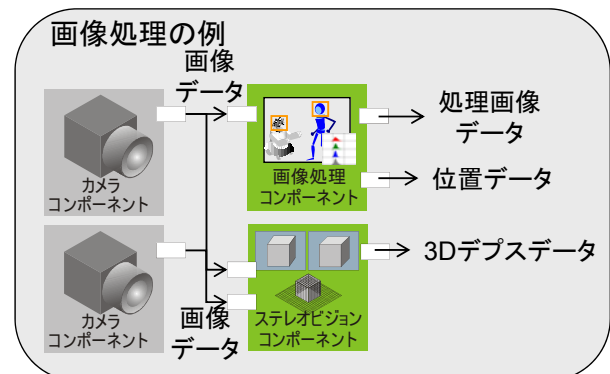 画像処理の例
画像
データ
カメラ
コンポーネント
画像処理
コンポーネント
処理画像
データ
位置データ
カメラ
コンポーネント
画像
データ
ステレオビジョン
コンポーネント
3Dデプスデータ